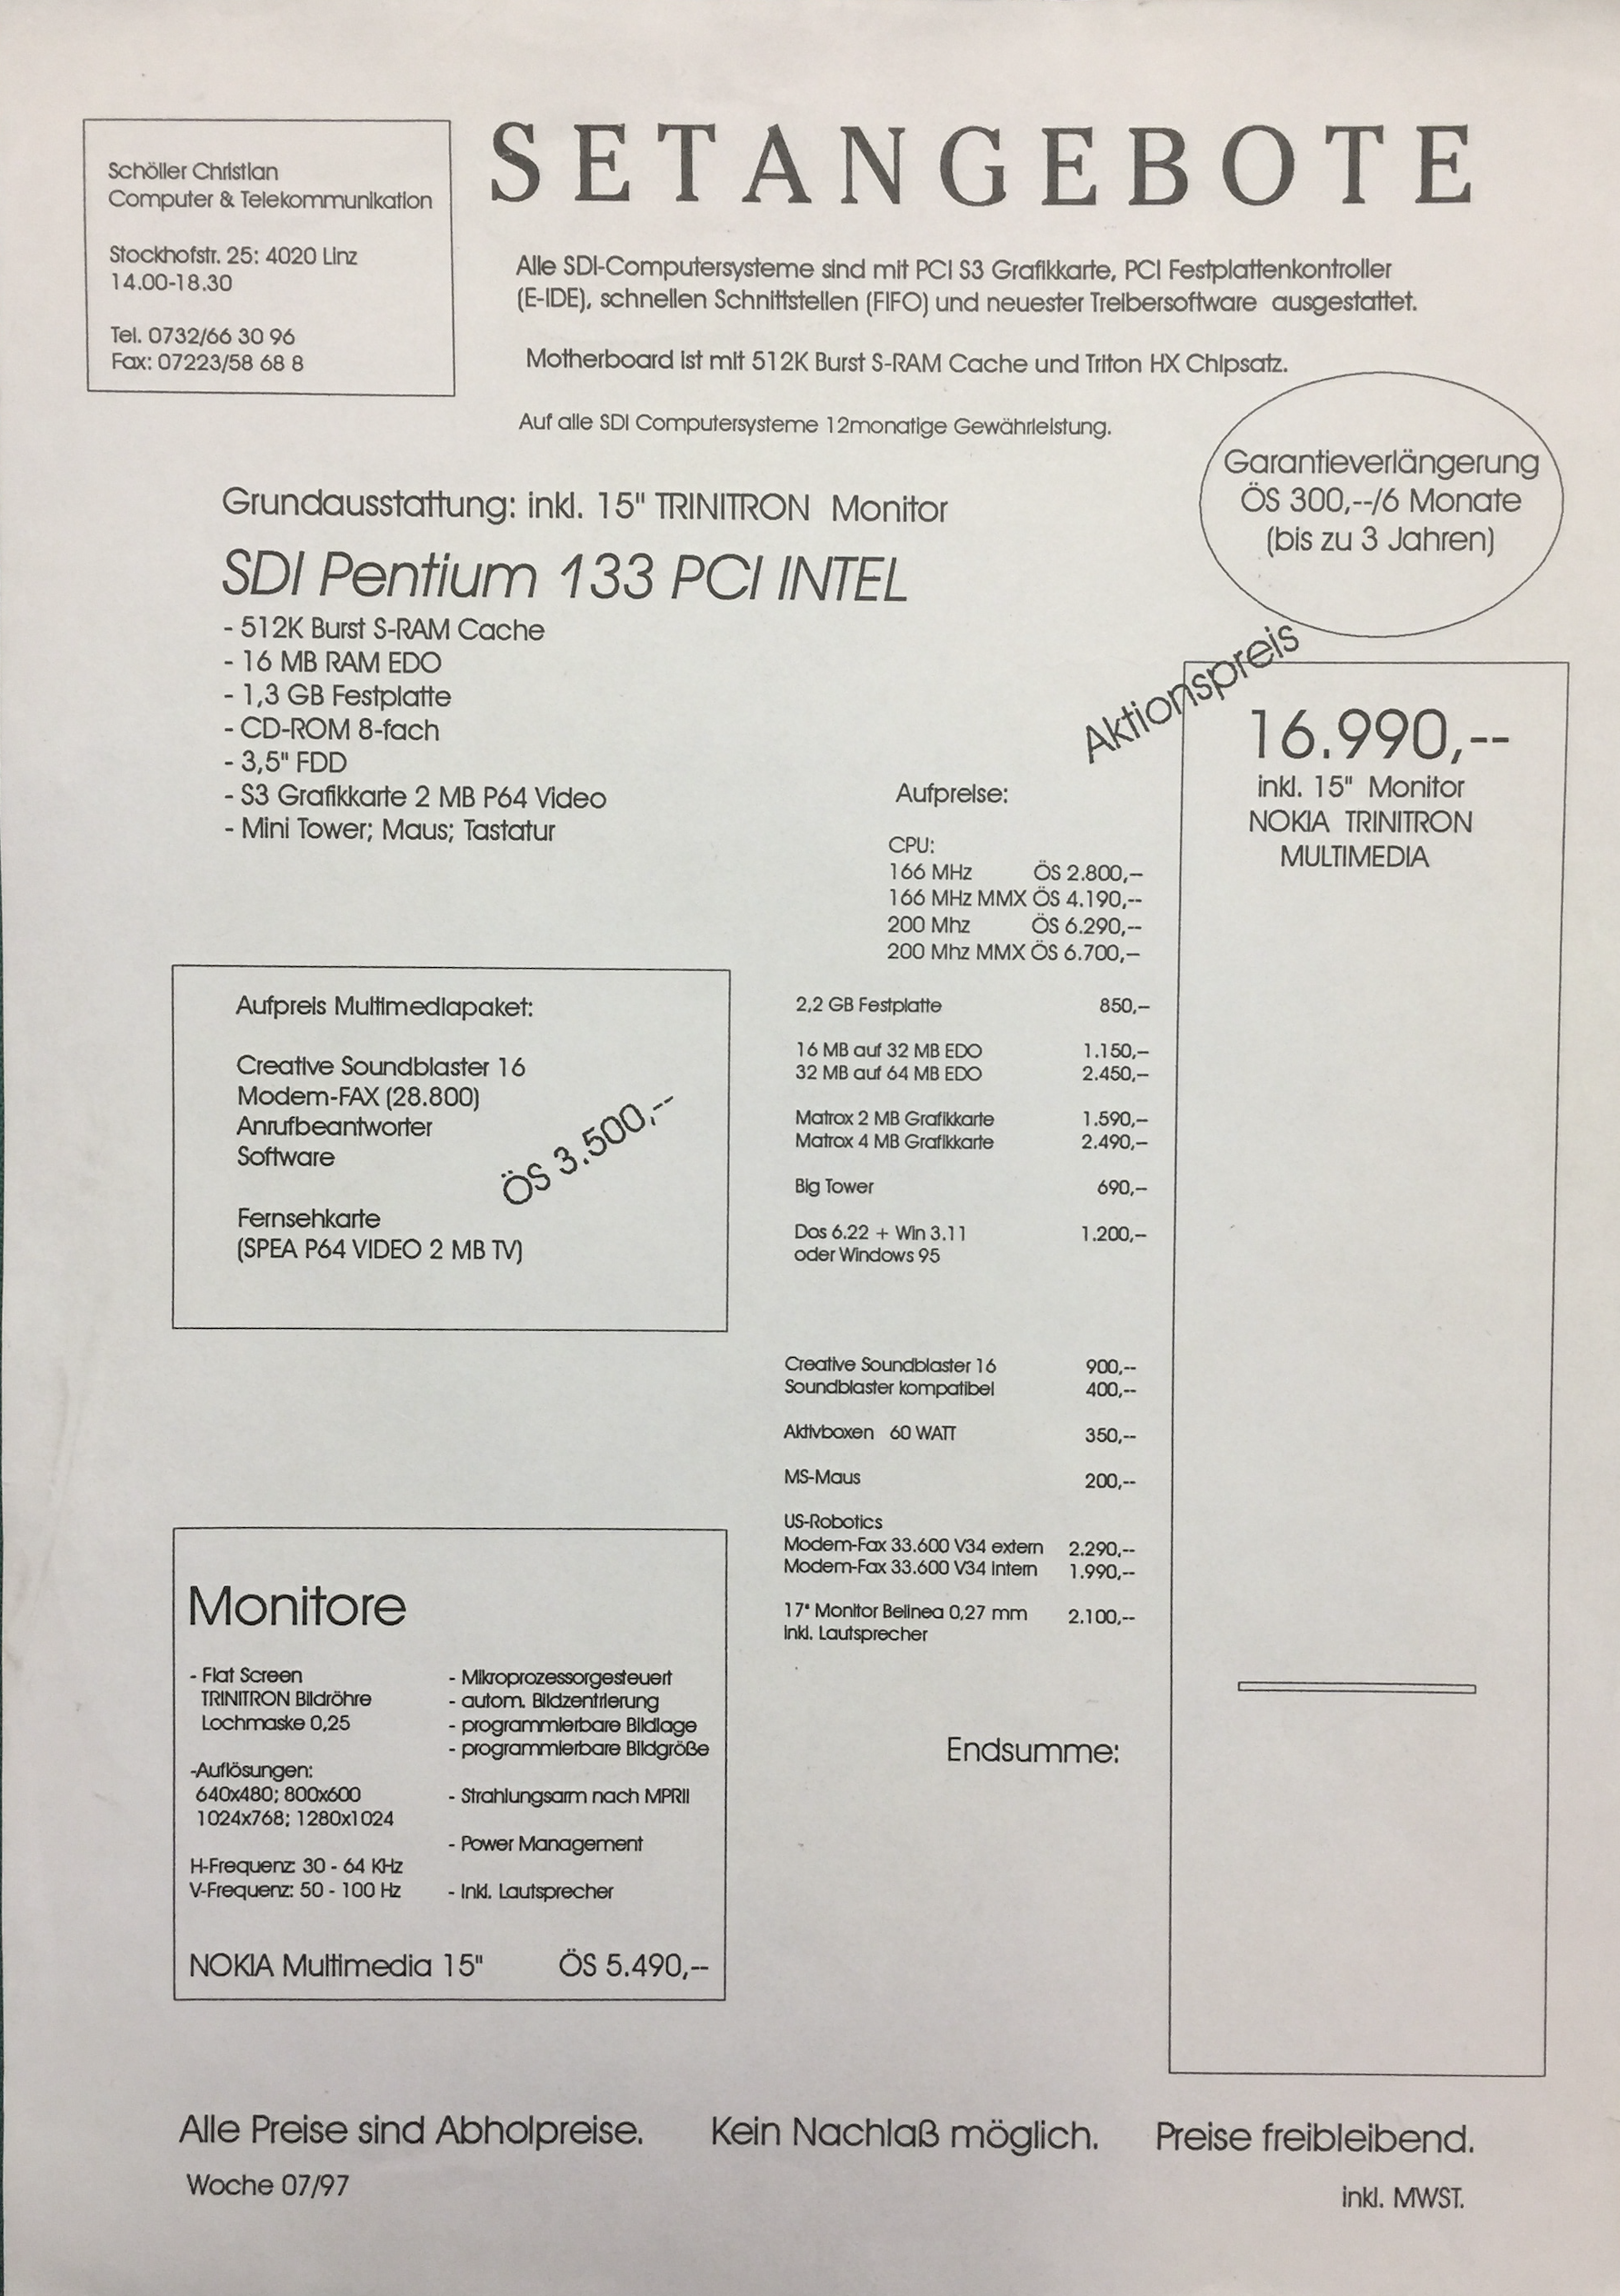 Schöller Christian
Computer & Telekommunikation
Stockhofstr. 25: 4020 Linz
14.00-18.30
Tel. 0732/66 30 96
Fax: 07223/58 68 8
SETANGEBOTE
Alle SDI-Computersysteme sind mit PCI S3 Grafikkarte, PCI Festplattenkontroller
(E-IDE), schnellen Schnittstellen (FIFO) und neuester Treibersoftware ausgestattet.
Motherboard ist mit 512K Burst S-RAM Cache und Triton HX Chipsatz.
Auf alle SDI Computersysteme 12monatige Gewährleistung.
Garantieverlängerung
ÖS 300,--/6 Monate
(bis zu 3 Jahren)
Grundausstattung: inkl. 15" TRINITRON Monitor
SDI Pentium 133 PCI INTEL
- 512K Burst S-RAM Cache
- 16 MB RAM EDO
- 1,3 GB Festplatte
- CD-ROM 8-fach
- 3,5" FDD
- S3 Grafikkarte 2 MB P64 Video
- Mini Tower; Maus; Tastatur
Aktionspreis
16.990,--
inkl. 15" Monitor
NOKIA TRINITRON
MULTIMEDIA
Aufpreise:
CPU:
166 MHz ÖS 2.800,--
166 MHz MMX ÖS 4.190,--
200 Mhz ÖS 6.290,--
200 Mhz MMX ÖS 6.700,--
2,2 GB Festplatte 850,--
16 MB auf 32 MB EDO 1.150,--
32 MB auf 64 MB EDO 2.450,--
Matrox 2 MB Grafikkarte 1.590,--
Matrox 4 MB Grafikkarte 2.490,--
Big Tower 690,--
Dos 6.22 + Win 3.11 1.200,--
oder Windows 95
Creative Soundblaster 16 900,--
Soundblaster kompatibel 400,--
Aktivboxen 60 WATT 350,--
MS-Maus 200,--
US-Robotics
Modem-Fax 33.600 V34 extern 2.290,--
Modem-Fax 33.600 V34 Intern 1.990,--
17" Monitor Belinea 0,27 mm 2.100,--
inkl. Lautsprecher
Endsumme:
Aufpreis Multimediapaket:
Creative Soundblaster 16
Modem-FAX (28.800)
Anrufbeantworter
Software
ÖS 3.500,--
Fernsehkarte
(SPEA P64 VIDEO 2 MB TV)
Monitore
- Flat Screen
TRINITRON Bildröhre
Lochmaske 0,25
-Auflösungen:
640x480; 800x600
1024x768; 1280x1024
H-Frequenz: 30 - 64 KHz
V-Frequenz: 50 - 100 Hz
- Mikroprozessorgesteuert
- autom. Bildzentrierung
- programmierbare Bildlage
- programmierbare Bildgröße
- Strahlungsarm nach MPRII
- Power Management
- Inkl. Lautsprecher
NOKIA Multimedia 15" ÖS 5.490,--
Alle Preise sind Abholpreise. Kein Nachlaß möglich. Preise freibleibend.
Woche 07/97
inkl. MWST.